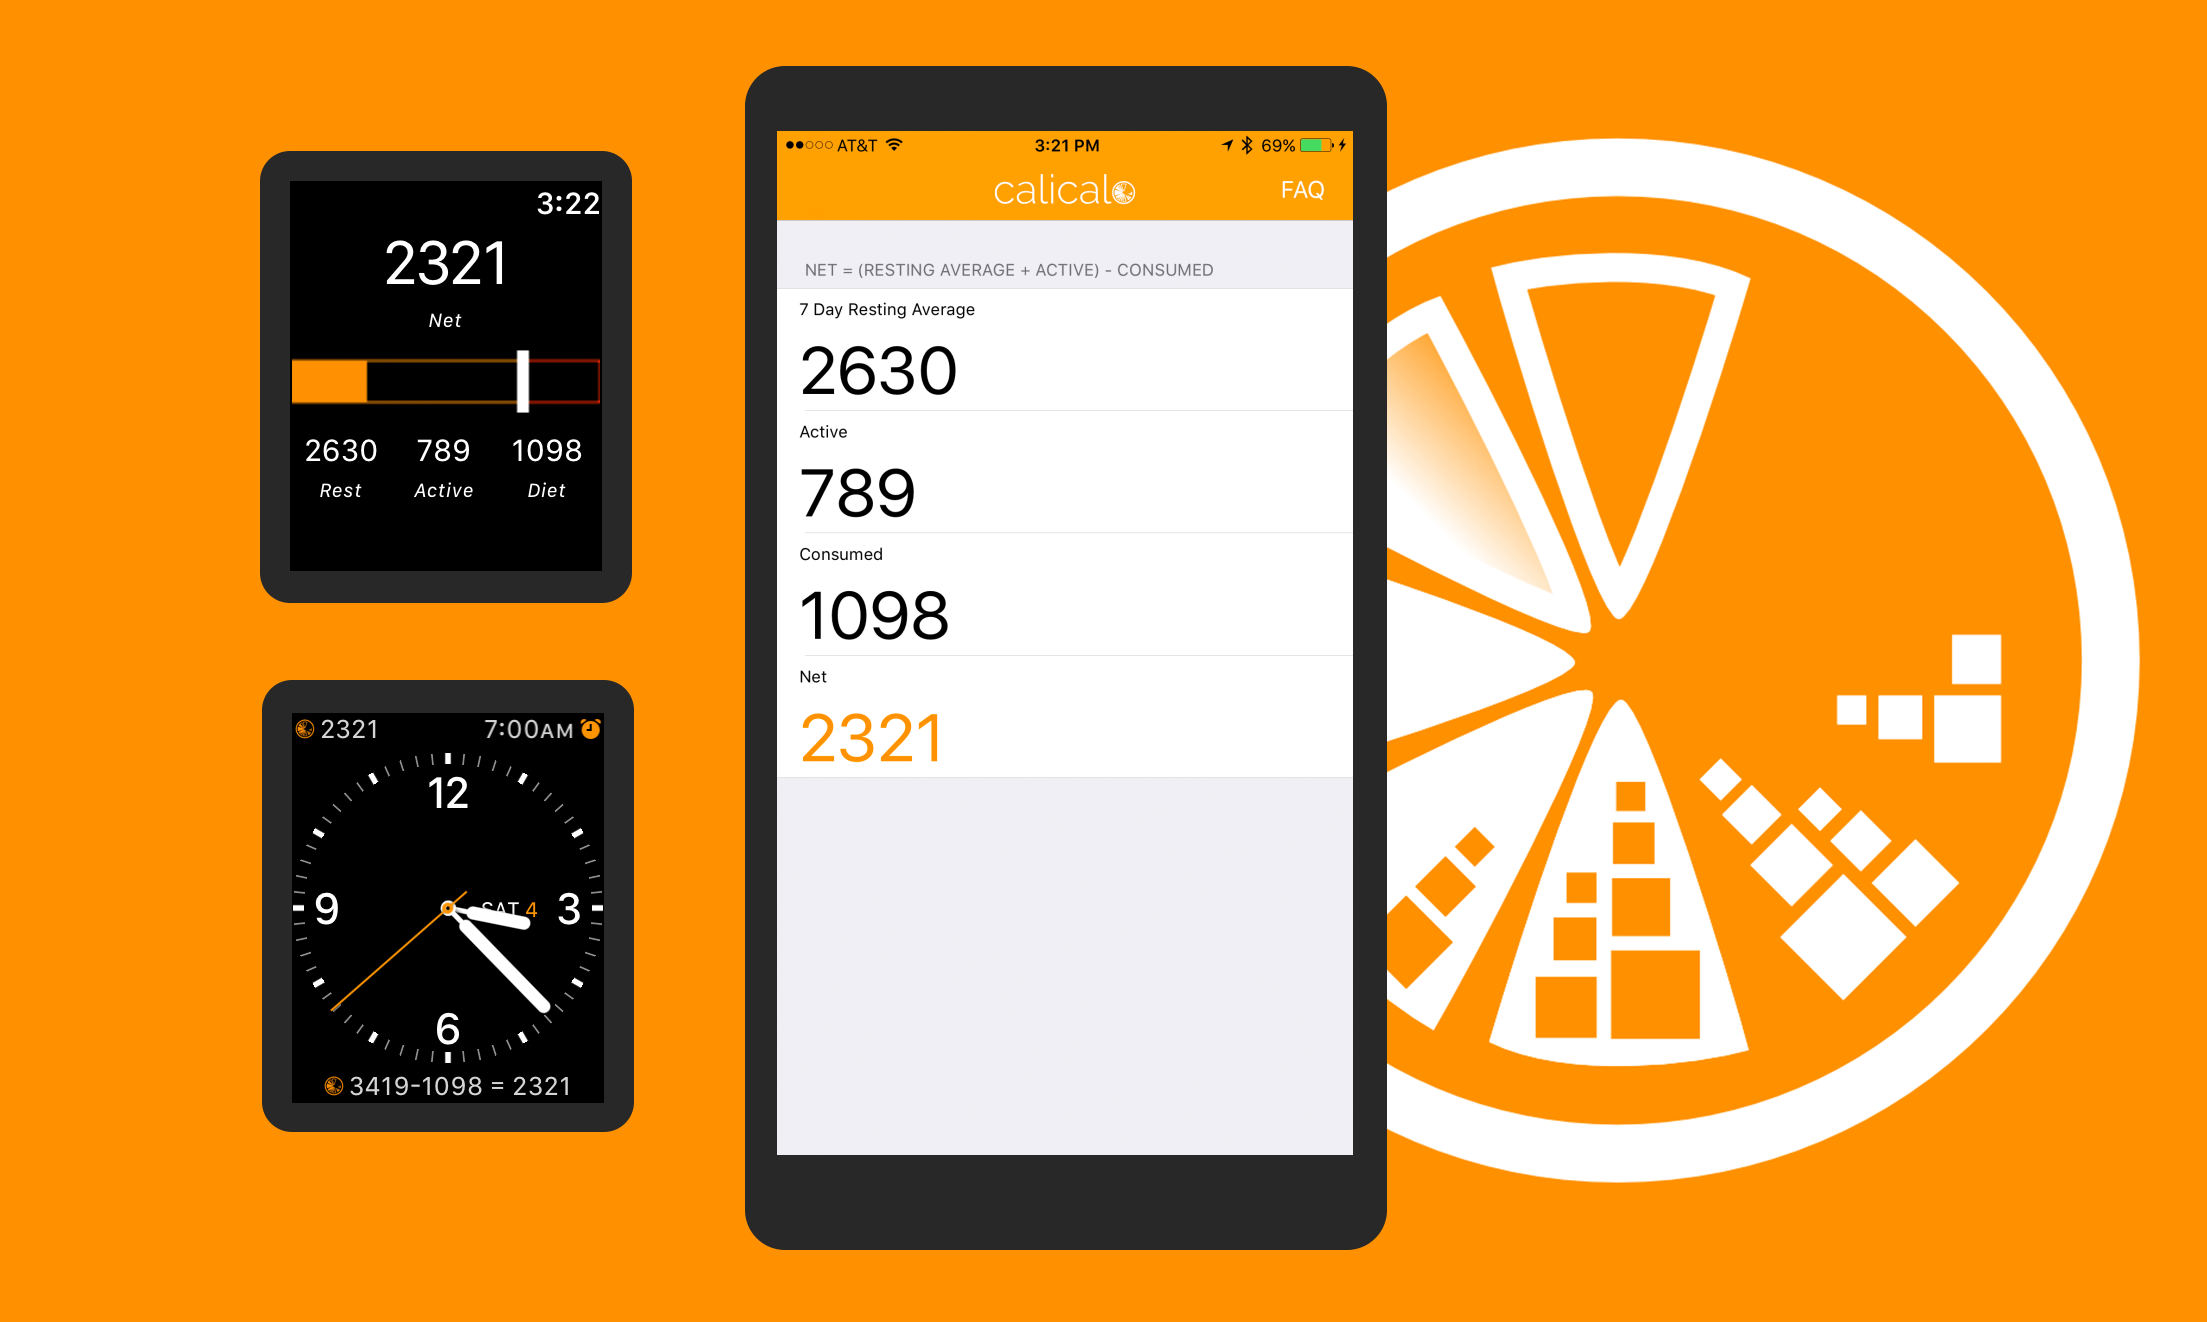 3:22
2321
Net
2630 789 1098
Rest Active Diet
2321 7:00AM
12
9 SAT 4 3
6
3419-1098 = 2321
AT&T 3:21 PM 69%
calicalo FAQ
NET = (RESTING AVERAGE + ACTIVE) - CONSUMED
7 Day Resting Average
2630
Active
789
Consumed
1098
Net
2321